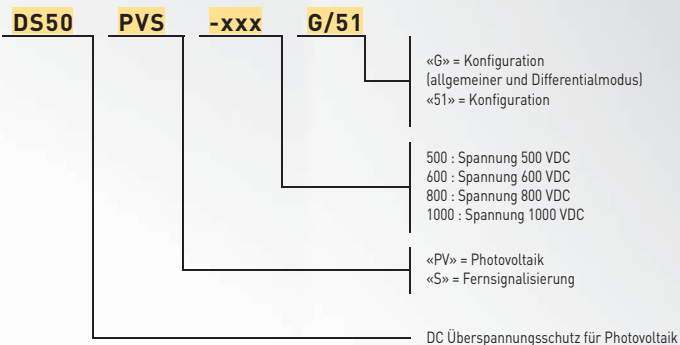 DS50 PVS -xxx G/51
«G» = Konfiguration
(allgemeiner und Differentialmodus)
«51» = Konfiguration
500 : Spannung 500 VDC
600 : Spannung 600 VDC
800 : Spannung 800 VDC
1000 : Spannung 1000 VDC
«PV» = Photovoltaik
«S» = Fernsignalisierung
DC Überspannungsschutz für Photovoltaik